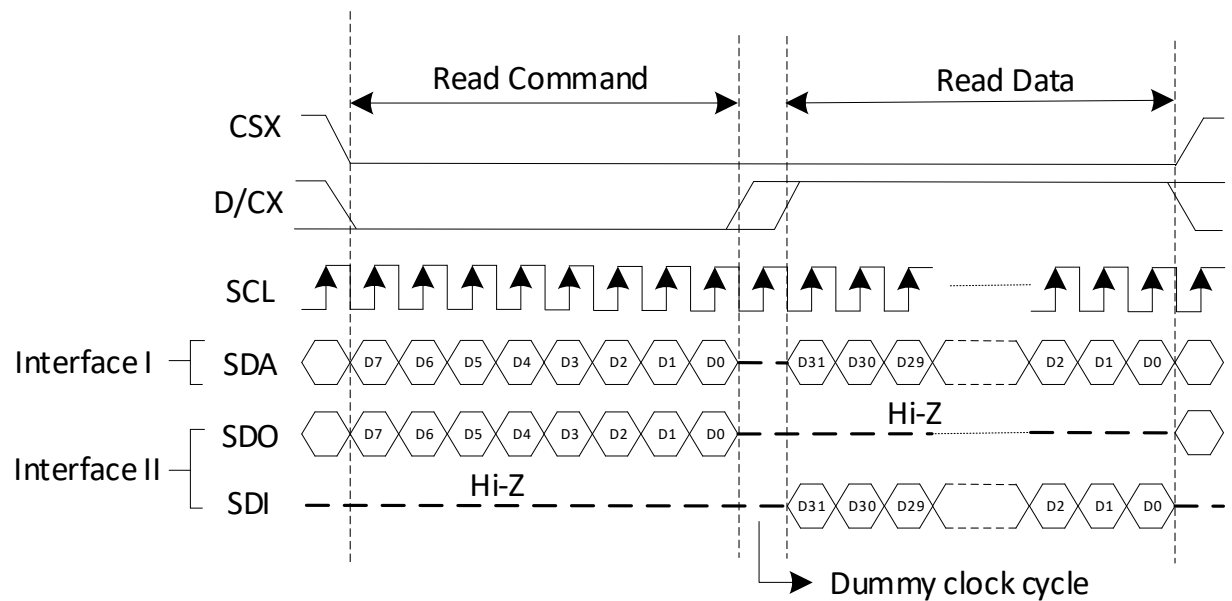 Read Command Read Data
CSX
D/CX
SCL
Interface I SDA D7 D6 D5 D4 D3 D2 D1 D0 D31 D30 D29 D2 D1 D0
Hi-Z
SDO D7 D6 D5 D4 D3 D2 D1 D0
Interface II
Hi-Z
SDI D31 D30 D29 D2 D1 D0
Dummy clock cycle